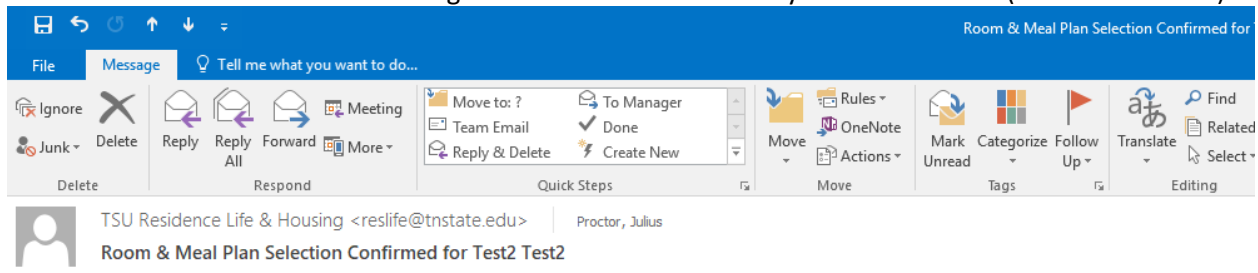 Room & Meal Plan Selection Confirmed for
File Message Tell me what you want to do...
Ignore Meeting Move to: ? To Manager Rules Find
Team Email Done OneNote Related
Junk Delete Reply Reply All Forward More Reply & Delete Create New Move Actions Mark Unread Categorize Follow Up Translate Select
Delete Respond Quick Steps Move Tags Editing
TSU Residence Life & Housing <reslife@tnstate.edu> Proctor, Julius
Room & Meal Plan Selection Confirmed for Test2 Test2